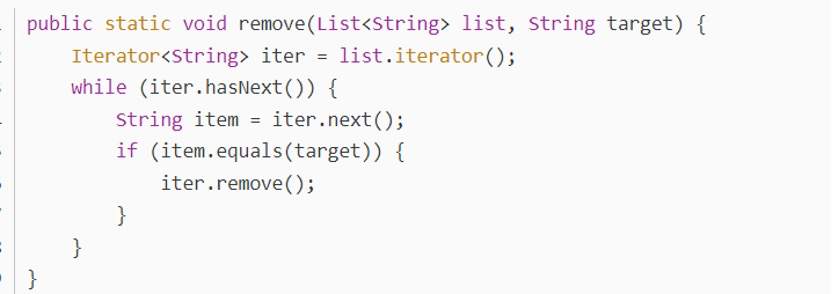 public static void remove(List<String> list, String target) {
    Iterator<String> iter = list.iterator();
    while (iter.hasNext()) {
        String item = iter.next();
        if (item.equals(target)) {
            iter.remove();
        }
    }
}